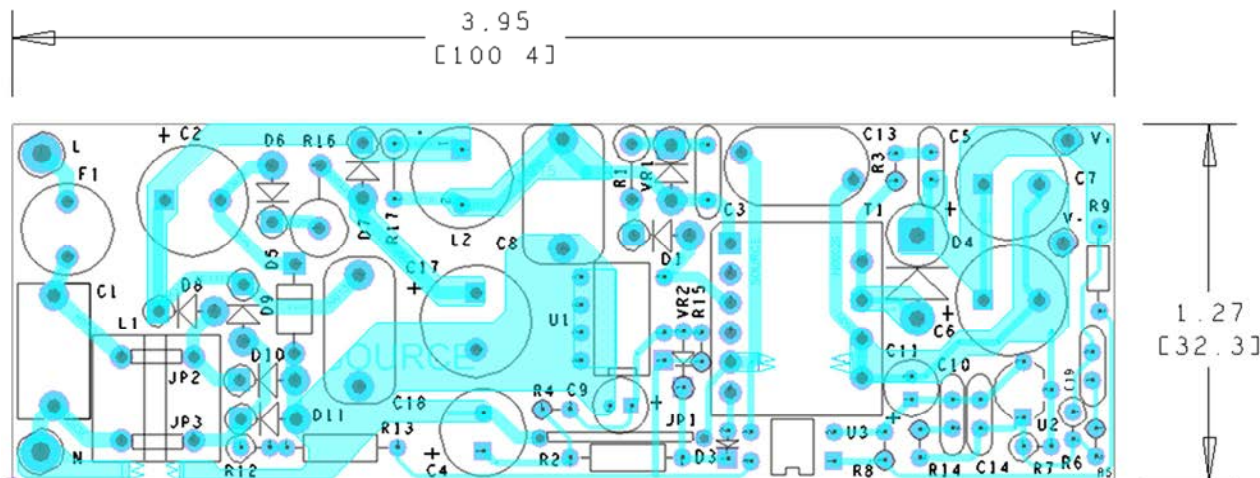 3.95
[100 4]
L
F1
+ C2
D6
R16
D7
R17
1
2
L2
C8
R1
VR1
C3
D1
C13
R3
C5
T1
V+
C7
V-
R9
+
D4
C6
+
C1
L1
D8
D9
D5
D10
D11
JP2
JP3
N
R12
R13
SOURCE
C17
+
C18
C4
+
U1
VR2
R15
R4
C9
+
R2
JP1
D3
U3
R8
C11
C10
+
R14
C14
U2
R7
R6
C19
1.27
[32.3]